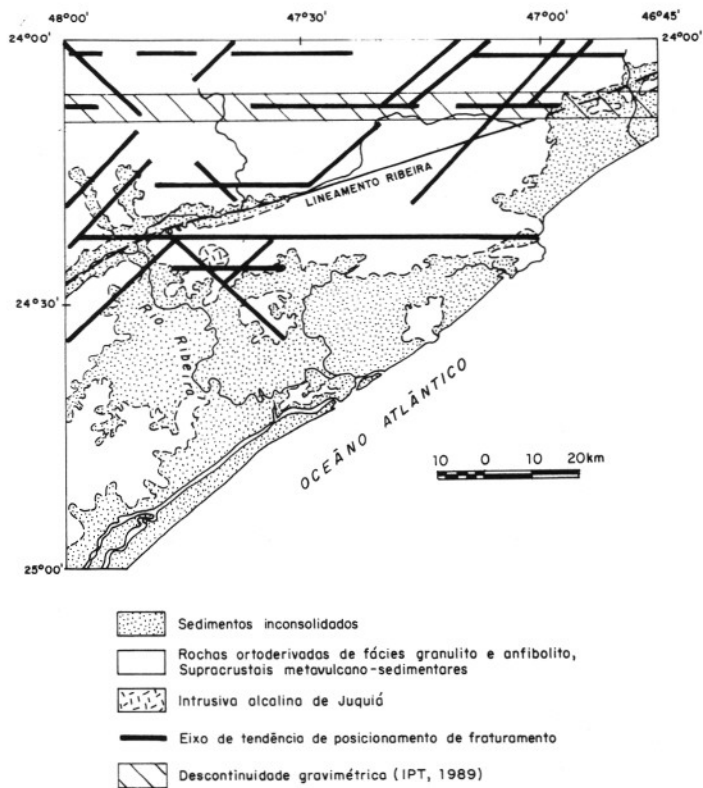 48°00'
47°30'
47°00'
46°45'
24°00'
24°00'
LINEAMENTO RIBEIRA
24°30'
RIO RIBEIRA
OCEÃNO ATLÂNTICO
10 0 10 20km
25°00'
Sedimentos inconsolidados
Rochas ortoderivadas de fácies granulito e anfibolito,
Supracrustais metavulcano-sedimentares
Intrusiva alcalina de Juquiá
Eixo de tendência de posicionamento de fraturamento
Descontinuidade gravimétrica (IPT, 1989)